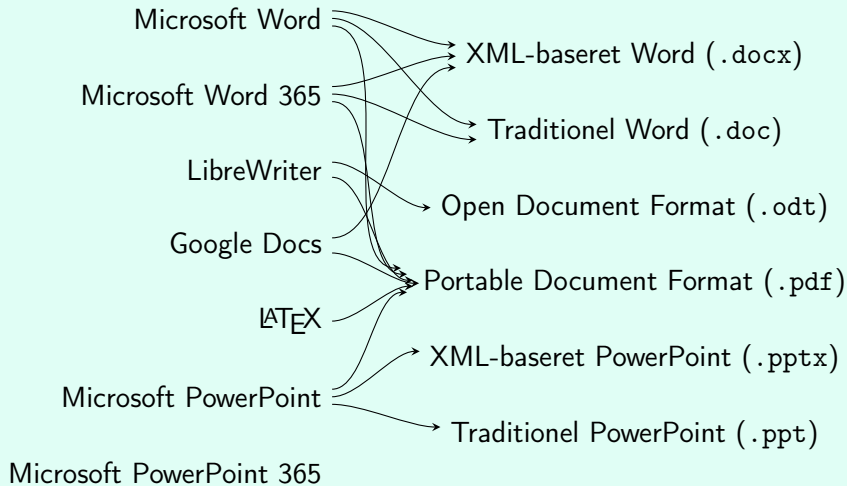 Microsoft Word
XML-baseret Word (.docx)
Microsoft Word 365
Traditionel Word (.doc)
LibreWriter
Open Document Format (.odt)
Google Docs
Portable Document Format (.pdf)
LATEX
XML-baseret PowerPoint (.pptx)
Microsoft PowerPoint
Traditionel PowerPoint (.ppt)
Microsoft PowerPoint 365